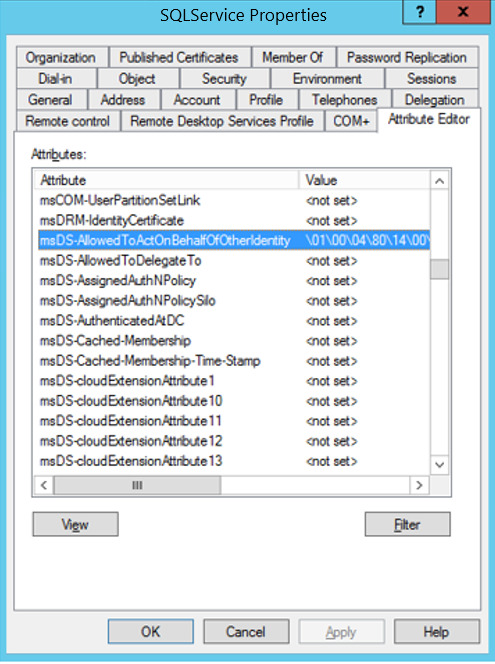 SQLService Properties
? x
Organization Published Certificates Member Of Password Replication
Dial-in Object Security Environment Sessions
General Address Account Profile Telephones Delegation
Remote control Remote Desktop Services Profile COM+ Attribute Editor
Attributes:
Attribute Value
msCOM-UserPartitionSetLink <not set>
msDRM-IdentityCertificate <not set>
msDS-AllowedToActOnBehalfOfOtherIdentity \01\00\04\80\14\00\
msDS-AllowedToDelegateTo <not set>
msDS-AssignedAuthNPolicy <not set>
msDS-AssignedAuthNPolicySilo <not set>
msDS-AuthenticatedAtDC <not set>
msDS-Cached-Membership <not set>
msDS-Cached-Membership-Time-Stamp <not set>
msDS-cloudExtensionAttribute1 <not set>
msDS-cloudExtensionAttribute10 <not set>
msDS-cloudExtensionAttribute11 <not set>
msDS-cloudExtensionAttribute12 <not set>
msDS-cloudExtensionAttribute13 <not set>
View Filter
OK Cancel Apply Help